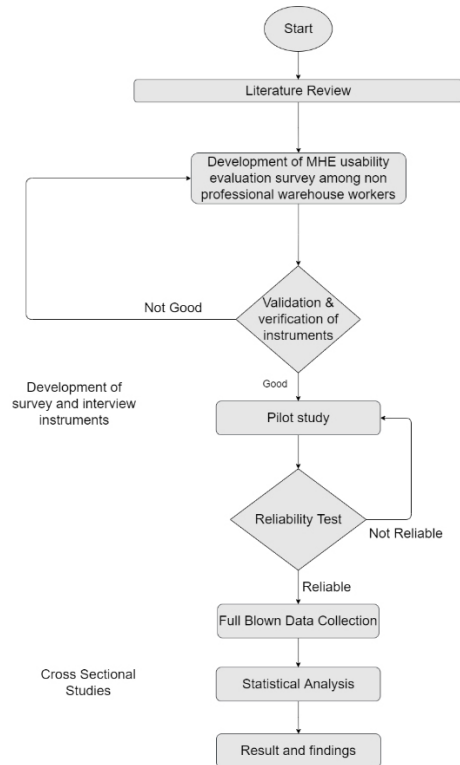 Start
Literature Review
Development of MHE usability
evaluation survey among non
professional warehouse workers
Not Good
Validation &
verification of
instruments
Good
Development of
survey and interview
instruments
Pilot study
Reliability Test
Not Reliable
Reliable
Full Blown Data Collection
Cross Sectional
Studies
Statistical Analysis
Result and findings